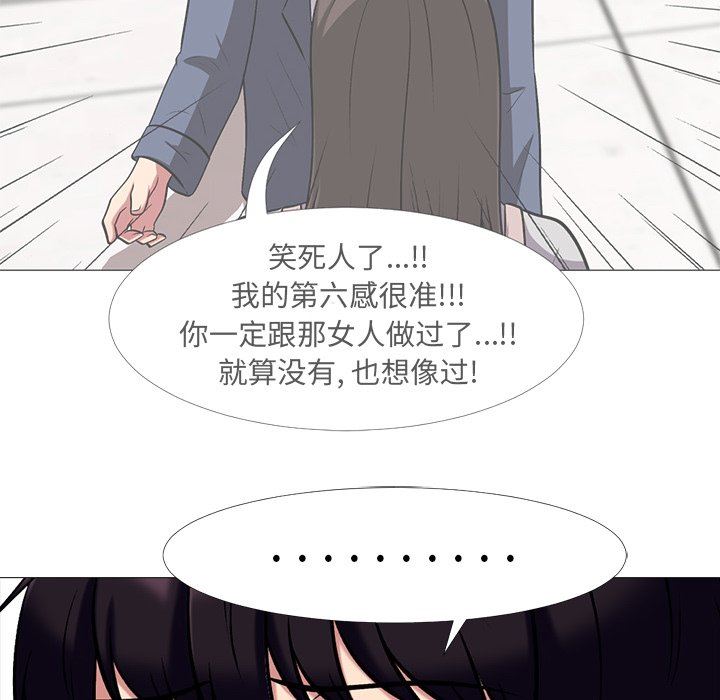 笑死人了...!!
我的第六感很准!!!
你一定跟那女人做过了...!!
就算没有, 也想像过!
..........